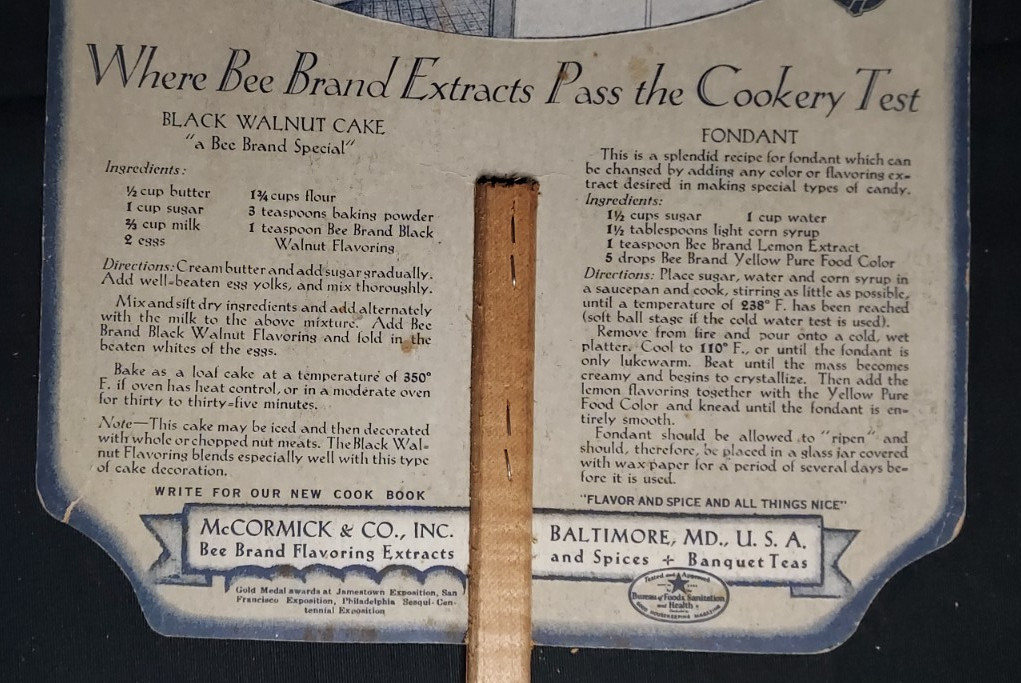 Where Bee Brand Extracts Pass the Cookery Test
BLACK WALNUT CAKE
"a Bee Brand Special"
Ingredients:
½ cup butter
1 cup sugar
⅔ cup milk
2 eggs
1¾ cups flour
3 teaspoons baking powder
1 teaspoon Bee Brand Black
Walnut Flavoring
Directions: Cream butter and add sugar gradually.
Add well-beaten egg yolks, and mix thoroughly.
Mix and sift dry ingredients and add alternately
with the milk to the above mixture. Add Bee
Brand Black Walnut Flavoring and fold in the
beaten whites of the eggs.
Bake as a loaf cake at a temperature of 350°
F. if oven has heat control, or in a moderate oven
for thirty to thirty-five minutes.
Note—This cake may be iced and then decorated
with whole or chopped nut meats. The Black Wal-
nut Flavoring blends especially well with this type
of cake decoration.
WRITE FOR OUR NEW COOK BOOK
FONDANT
This is a splendid recipe for fondant which can
be changed by adding any color or flavoring ex-
tract desired in making special types of candy.
Ingredients:
1½ cups sugar 1 cup water
1½ tablespoons light corn syrup
1 teaspoon Bee Brand Lemon Extract
5 drops Bee Brand Yellow Pure Food Color
Directions: Place sugar, water and corn syrup in
a saucepan and cook, stirring as little as possible,
until a temperature of 238° F. has been reached
(soft ball stage if the cold water test is used).
Remove from fire and pour onto a cold, wet
platter. Cool to 110° F., or until the fondant is
only lukewarm. Beat until the mass becomes
creamy and begins to crystallize. Then add the
lemon flavoring together with the Yellow Pure
Food Color and knead until the fondant is en-
tirely smooth.
Fondant should be allowed to "ripen" and
should, therefore, be placed in a glass jar covered
with wax paper for a period of several days be-
fore it is used.
"FLAVOR AND SPICE AND ALL THINGS NICE"
McCORMICK & CO., INC.
Bee Brand Flavoring Extracts
BALTIMORE, MD., U. S. A.
and Spices + Banquet Teas
Gold Medal awards at Jamestown Exposition, San
Francisco Exposition, Philadelphia Sesqui-Cen-
tennial Exposition
Tested and Approved
Bureau of Foods Sanitation
and Health
GOOD HOUSEKEEPING MAGAZINE